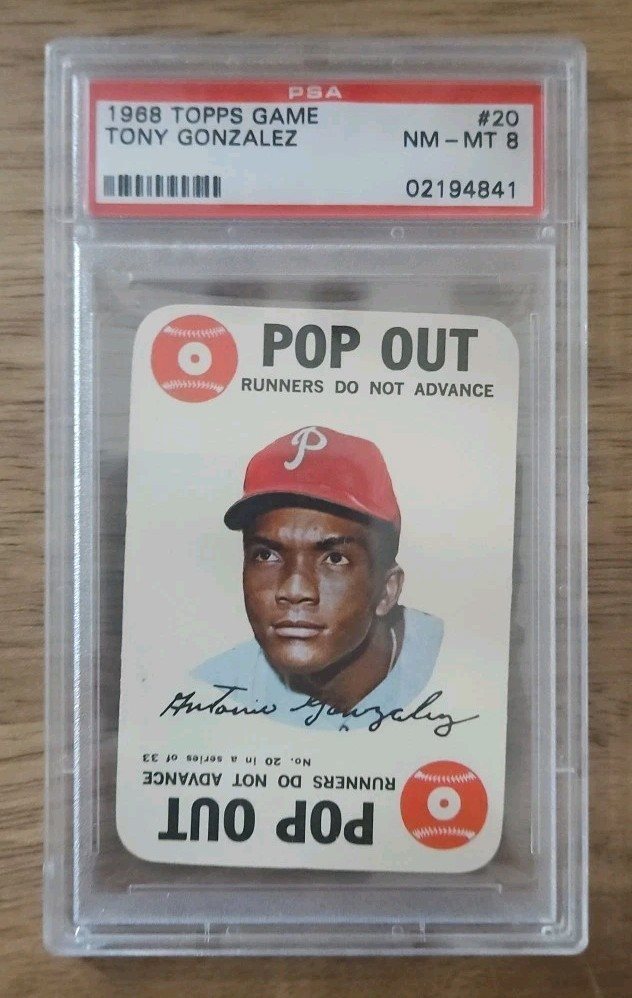 PSA
1968 TOPPS GAME #20
TONY GONZALEZ NM - MT 8
02194841
POP OUT
RUNNERS DO NOT ADVANCE
P
Antonio Gonzalez
No. 20 in a series of 33
RUNNERS DO NOT ADVANCE
POP OUT